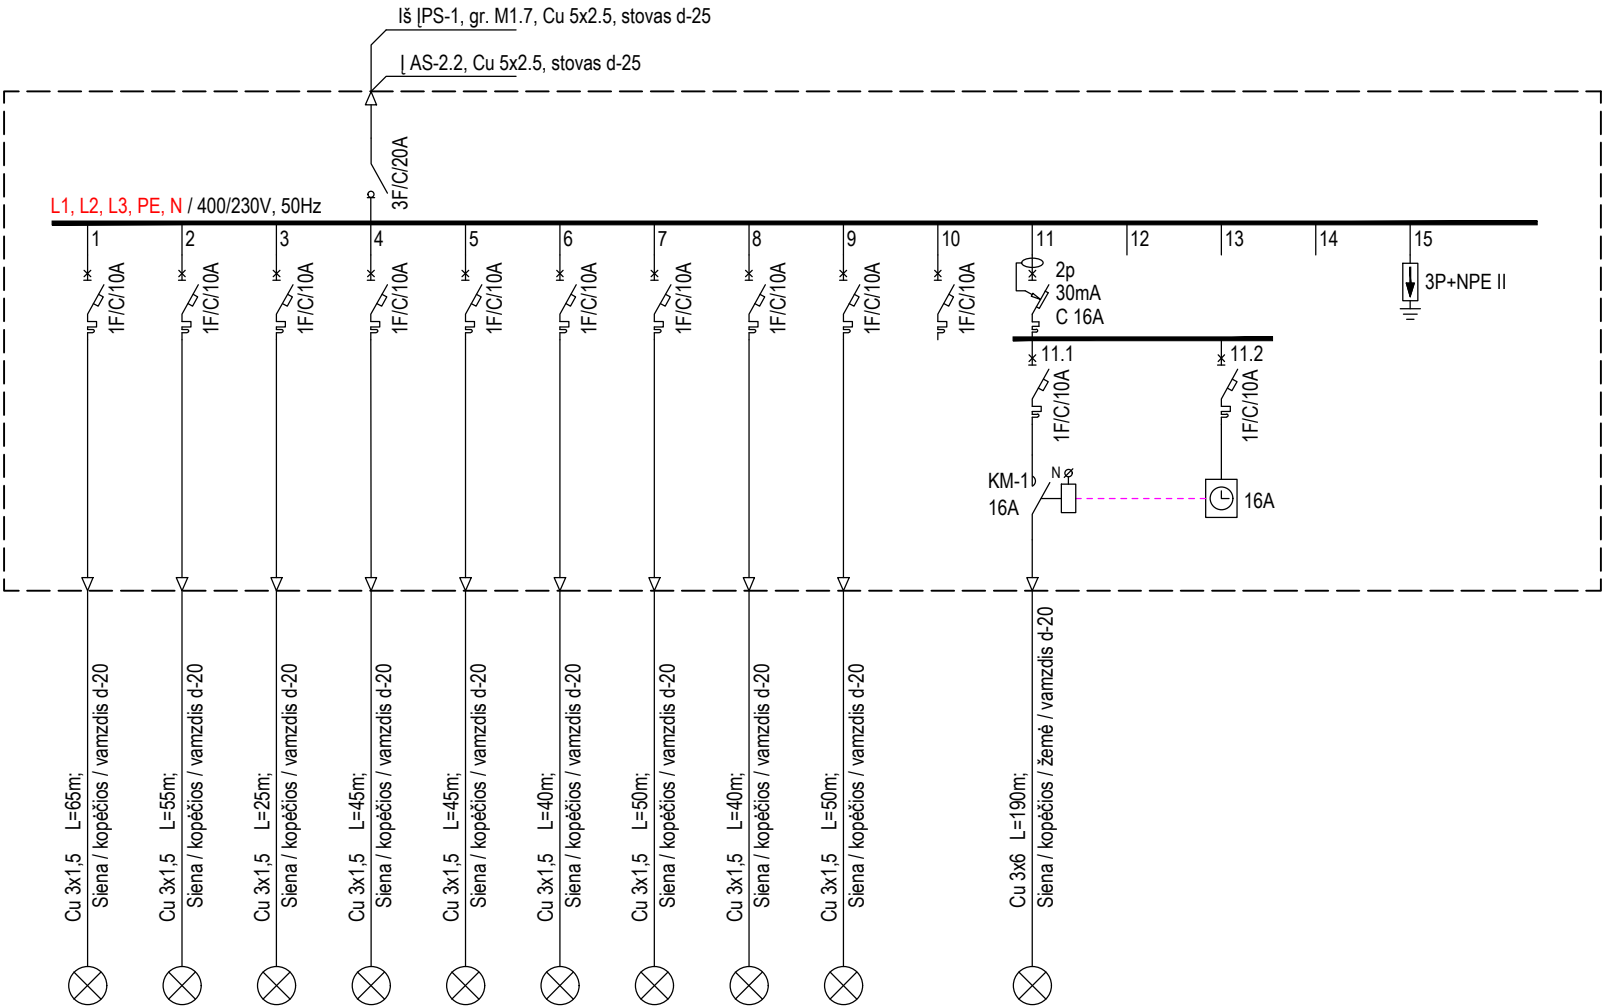 Iš ĮPS-1, gr. M1.7, Cu 5x2.5, stovas d-25
Į AS-2.2, Cu 5x2.5, stovas d-25
3F/C/20A
L1, L2, L3, PE, N / 400/230V, 50Hz
1
2
3
4
5
6
7
8
9
10
11
12
13
14
15
1F/C/10A
1F/C/10A
1F/C/10A
1F/C/10A
1F/C/10A
1F/C/10A
1F/C/10A
1F/C/10A
1F/C/10A
1F/C/10A
2p
30mA
C 16A
3P+NPE II
11.1
11.2
1F/C/10A
1F/C/10A
KM-1
16A
N
16A
Cu 3x1,5 L=65m;
Siena / kopėčios / vamzdis d-20
Cu 3x1,5 L=55m;
Siena / kopėčios / vamzdis d-20
Cu 3x1,5 L=25m;
Siena / kopėčios / vamzdis d-20
Cu 3x1,5 L=45m;
Siena / kopėčios / vamzdis d-20
Cu 3x1,5 L=45m;
Siena / kopėčios / vamzdis d-20
Cu 3x1,5 L=40m;
Siena / kopėčios / vamzdis d-20
Cu 3x1,5 L=50m;
Siena / kopėčios / vamzdis d-20
Cu 3x1,5 L=40m;
Siena / kopėčios / vamzdis d-20
Cu 3x1,5 L=50m;
Siena / kopėčios / vamzdis d-20
Cu 3x6 L=190m;
Siena / kopėčios / žemė / vamzdis d-20